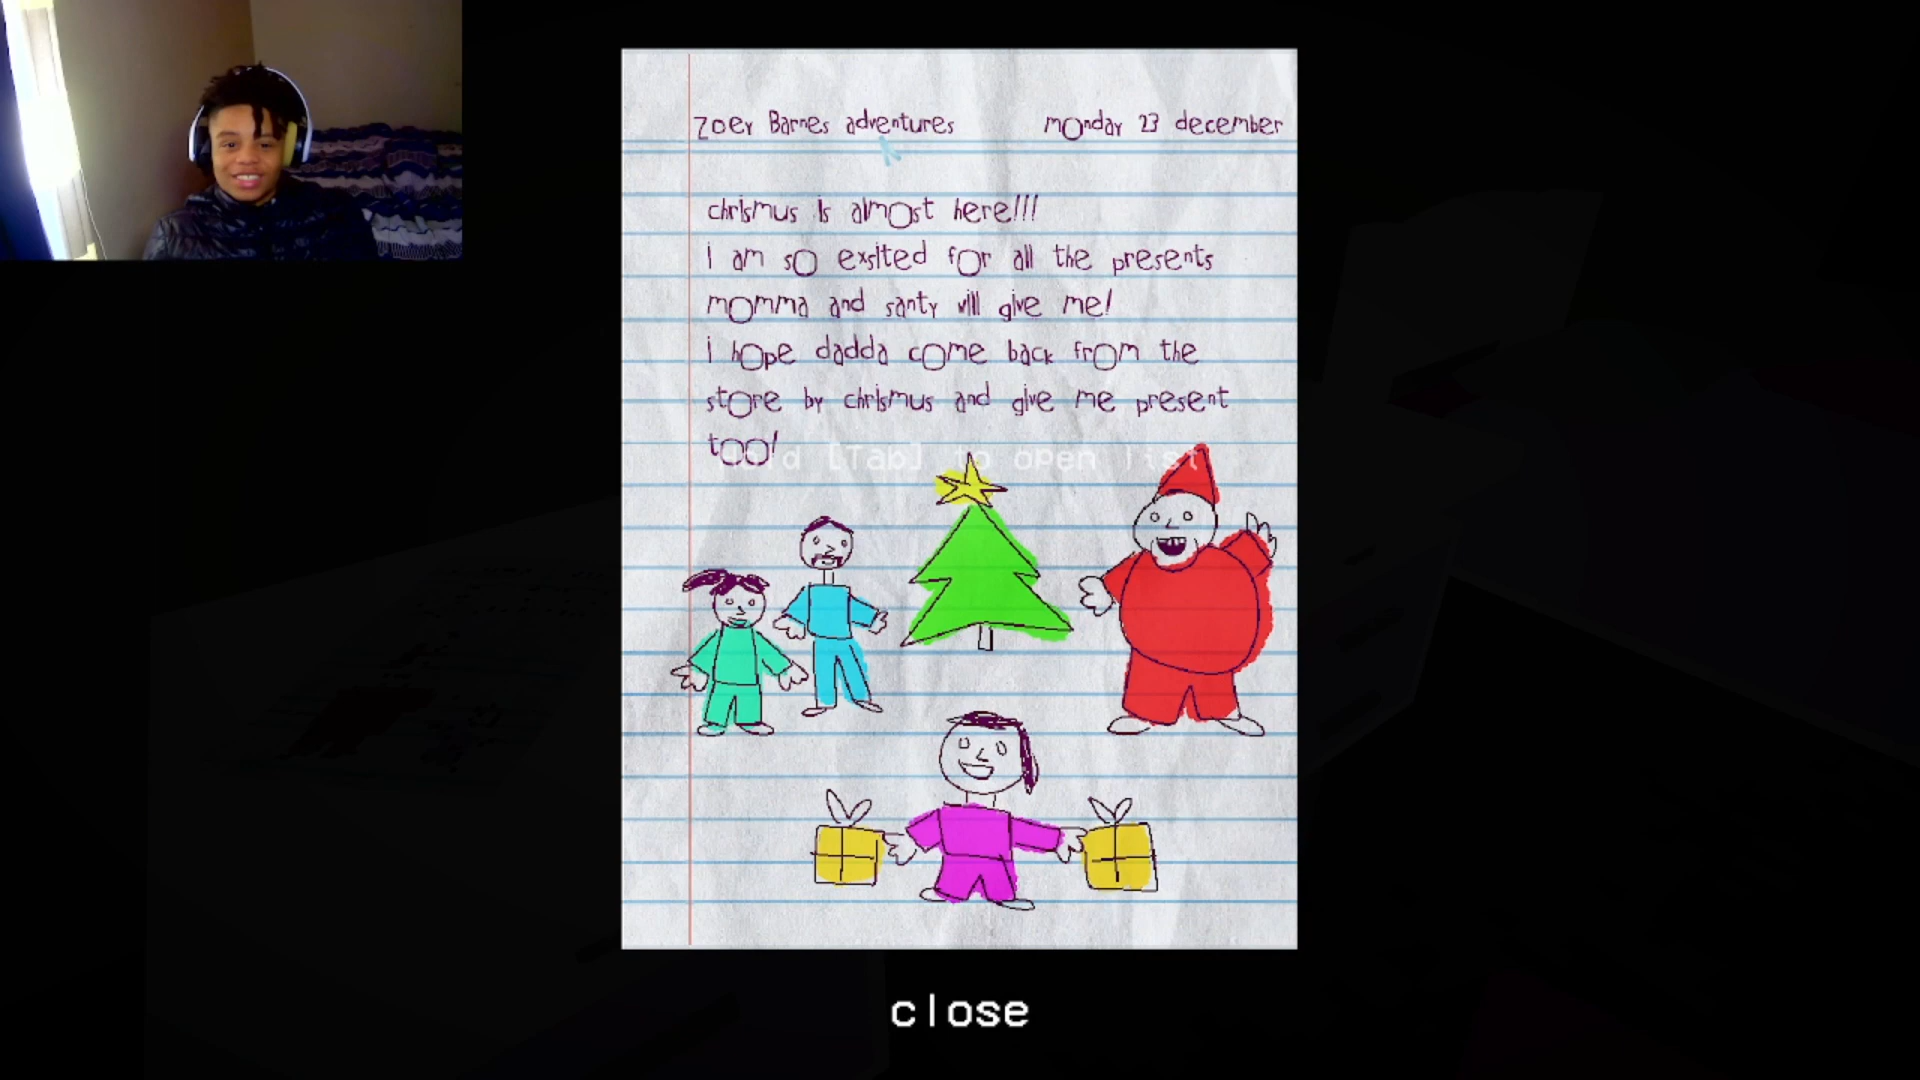 Zoey Barnes adventures monday 23 december
chrismus is almost here!!!
i am so exsited for all the presents
momma and santy will give me!
i hope dadda come back from the
store by chrismus and give me present
too!
Hold [Tab] to open list
close